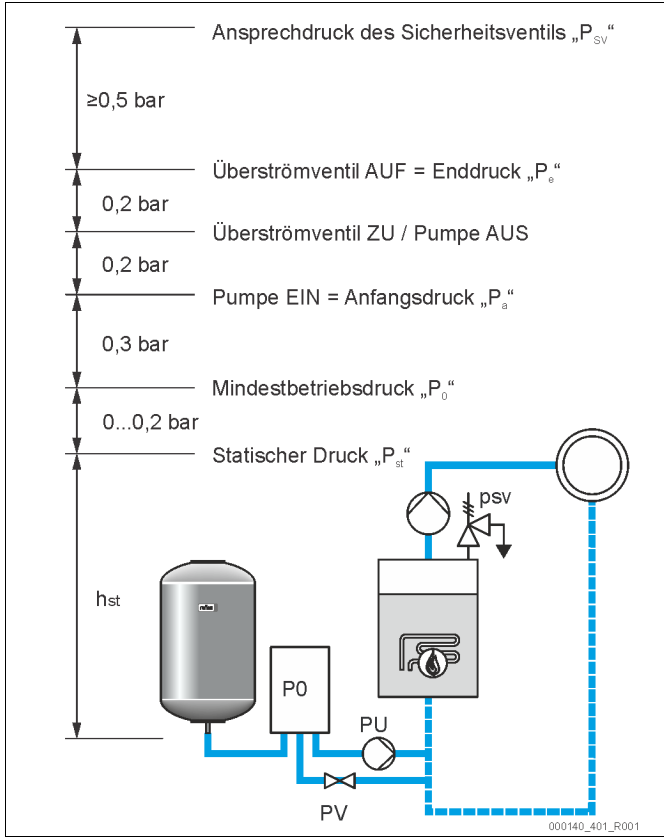 Ansprechdruck des Sicherheitsventils „PSV“
≥0,5 bar
Überströmventil AUF = Enddruck „Pe“
0,2 bar
Überströmventil ZU / Pumpe AUS
0,2 bar
Pumpe EIN = Anfangsdruck „Pa“
0,3 bar
Mindestbetriebsdruck „P0“
0...0,2 bar
Statischer Druck „Pst“
psv
hst
reflex
P0
PU
PV
000140_401_R001